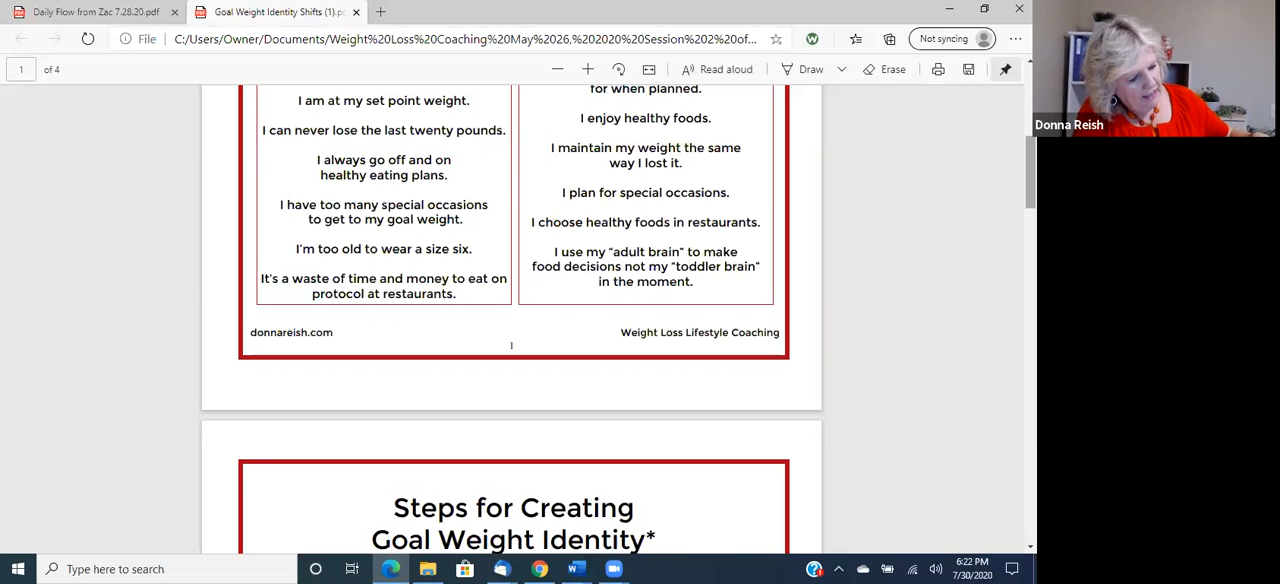 Daily Flow from Zac 7.28.20.pdf
Goal Weight Identity Shifts (1).pc
File
C:/Users/Owner/Documents/Weight%20Loss%20Coaching%20May%2026,%202020%20Session%202%20of...
Not syncing
1 of 4
Read aloud
Draw
Erase
Donna Reish
I am at my set point weight.
I can never lose the last twenty pounds.
I always go off and on
healthy eating plans.
I have too many special occasions
to get to my goal weight.
I'm too old to wear a size six.
It's a waste of time and money to eat on
protocol at restaurants.
for when planned.
I enjoy healthy foods.
I maintain my weight the same
way I lost it.
I plan for special occasions.
I choose healthy foods in restaurants.
I use my “adult brain” to make
food decisions not my “toddler brain”
in the moment.
donnareish.com
Weight Loss Lifestyle Coaching
1
Steps for Creating
Goal Weight Identity*
Type here to search
6:22 PM
7/30/2020